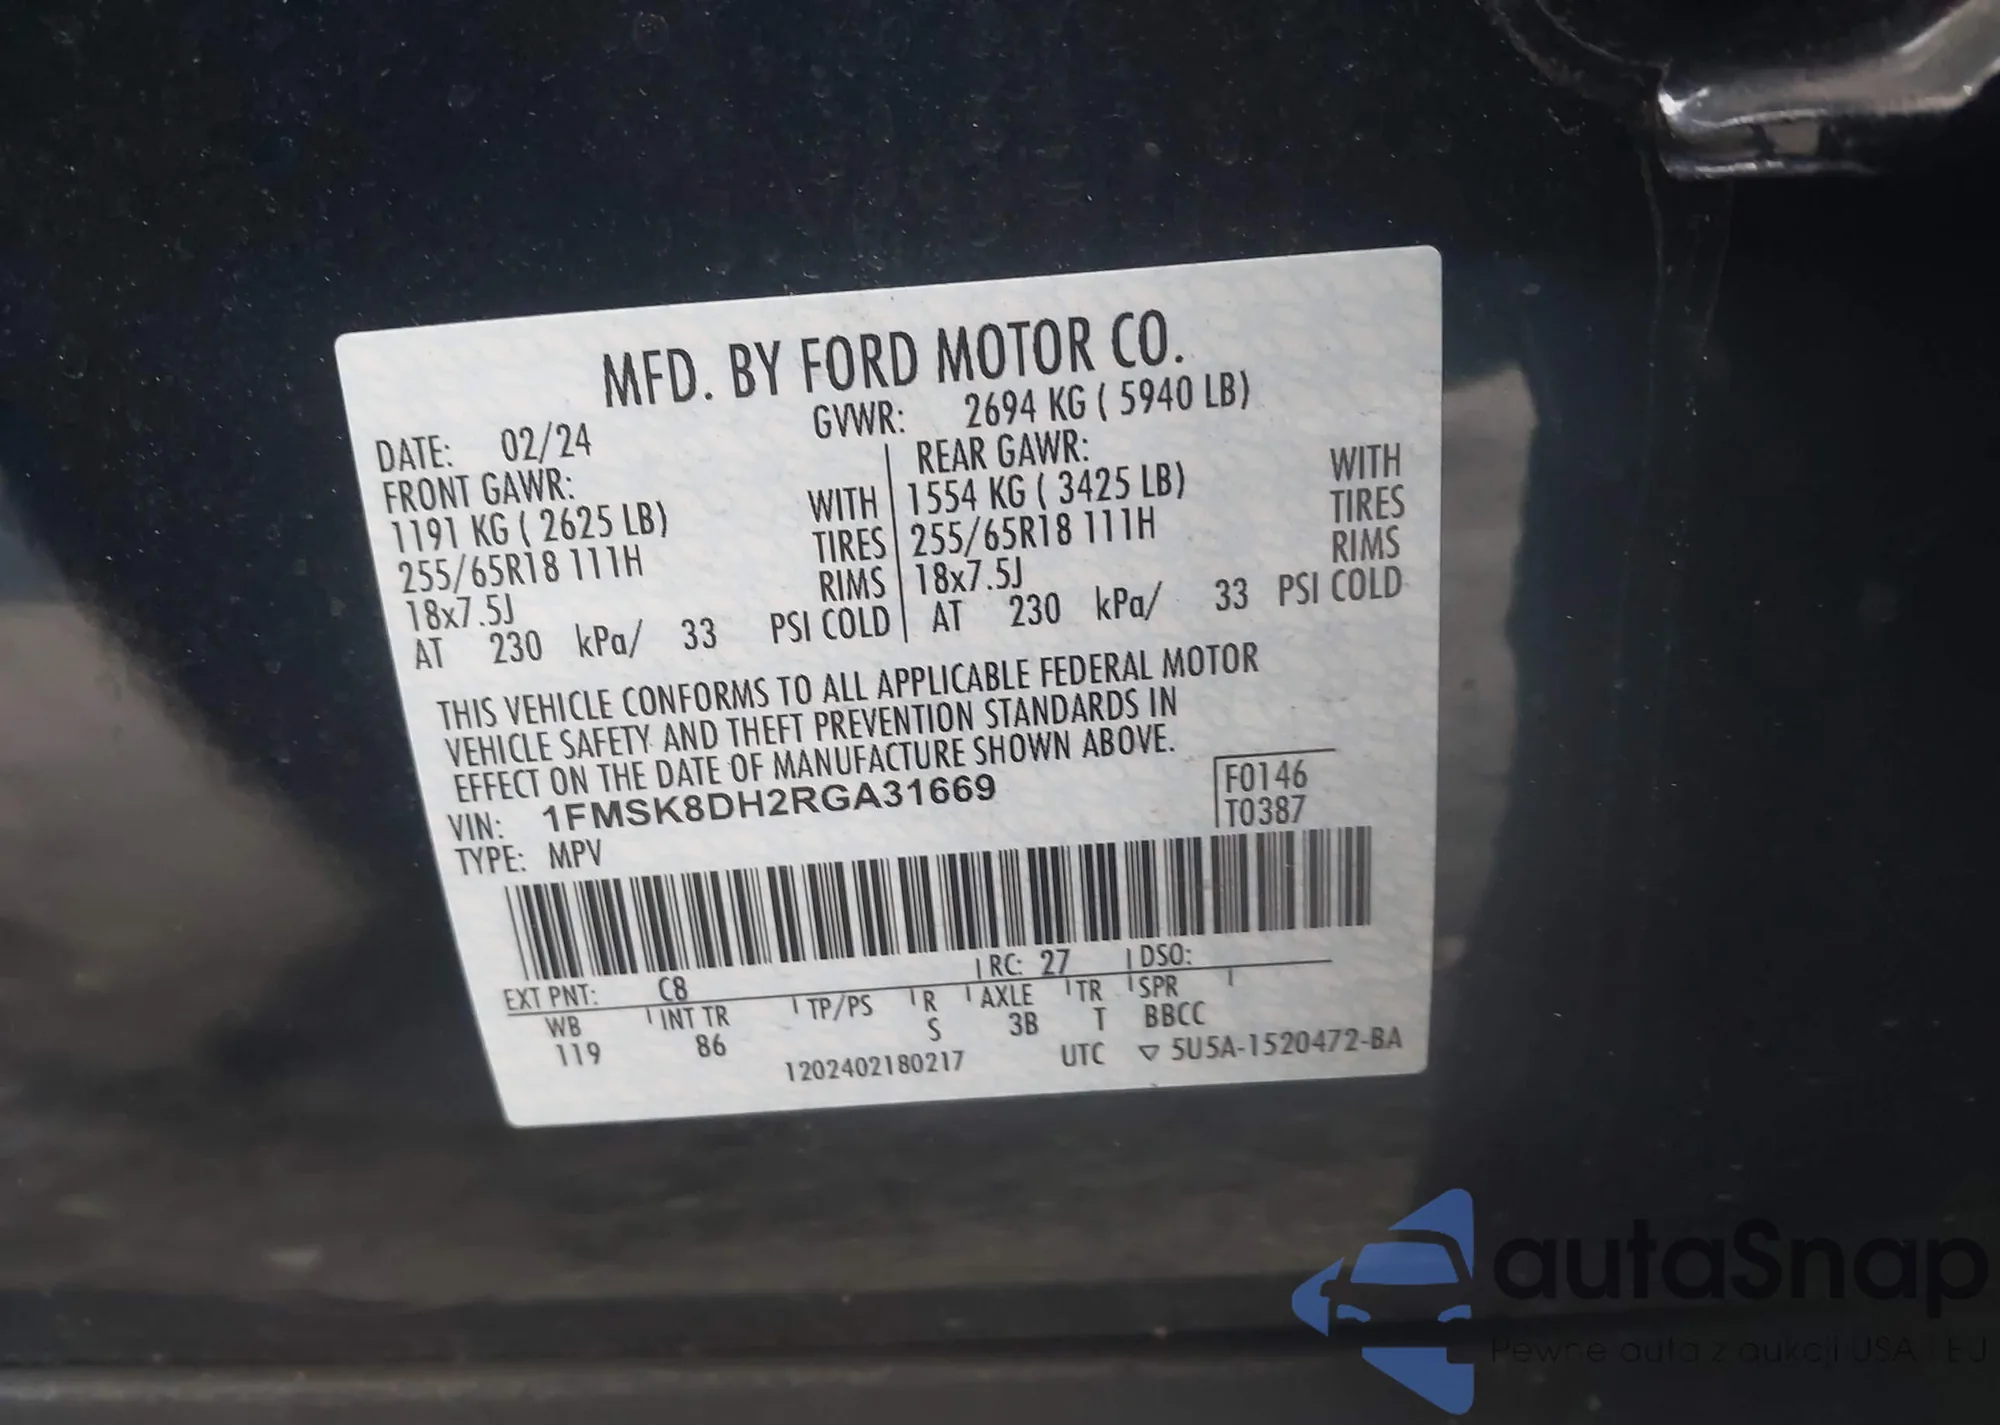 MFD. BY FORD MOTOR CO.
DATE: 02/24 GVWR: 2694 KG ( 5940 LB)
FRONT GAWR: REAR GAWR:
1191 KG ( 2625 LB) WITH 1554 KG ( 3425 LB) WITH
255/65R18 111H TIRES 255/65R18 111H TIRES
18x7.5J RIMS 18x7.5J RIMS
AT 230 kPa/ 33 PSI COLD AT 230 kPa/ 33 PSI COLD
THIS VEHICLE CONFORMS TO ALL APPLICABLE FEDERAL MOTOR
VEHICLE SAFETY AND THEFT PREVENTION STANDARDS IN
EFFECT ON THE DATE OF MANUFACTURE SHOWN ABOVE.
VIN: 1FMSK8DH2RGA31669 F0146
TYPE: MPV T0387
EXT PNT: C8 RC: 27 DSO:
WB INT TR TP/PS R AXLE TR SPR
119 86 S 3B T BBCC
1202402180217 UTC ▽ 5U5A-1520472-BA
autaSnap
Pewne auta z aukcji USA i EU